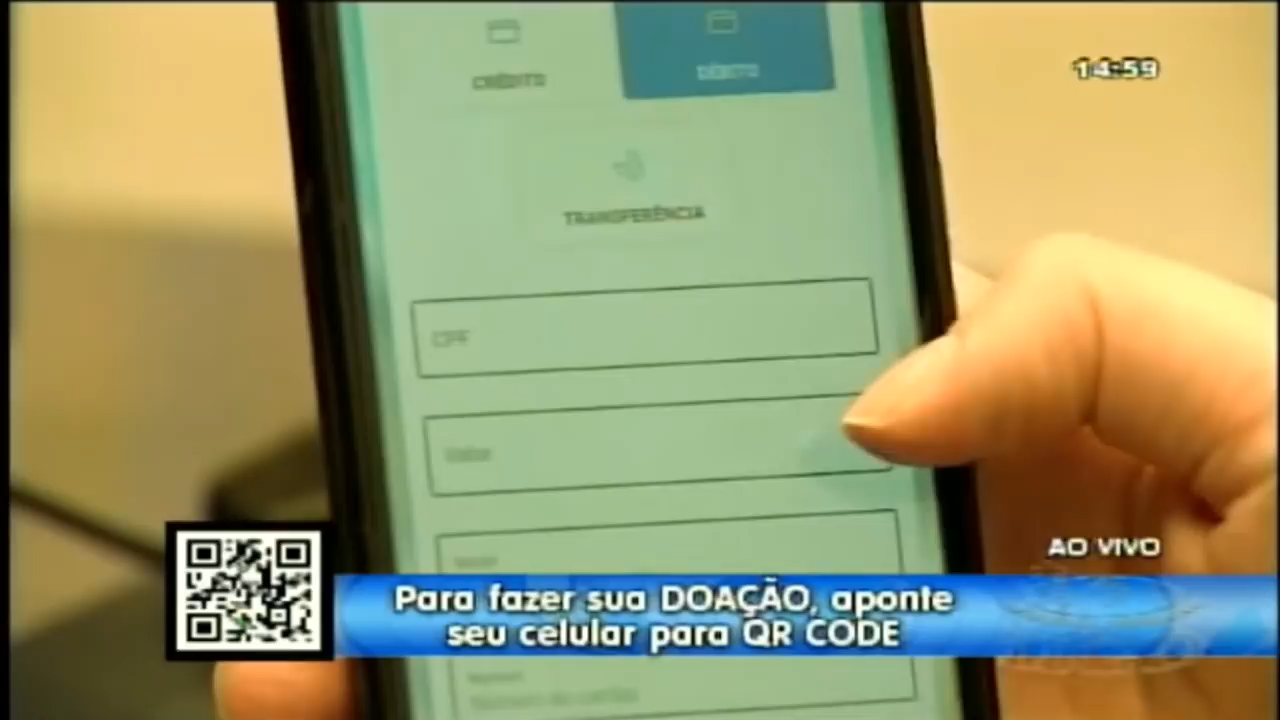 CRÉDITO
DÉBITO
14:59
TRANSFERÊNCIA
CPF
Valor
AO VIVO
Para fazer sua DOAÇÃO, aponte
seu celular para QR CODE